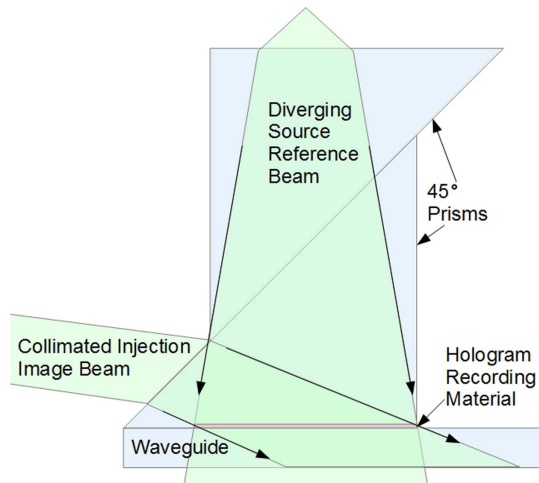 Diverging
Source
Reference
Beam
45°
Prisms
Collimated Injection
Image Beam
Hologram
Recording
Material
Waveguide